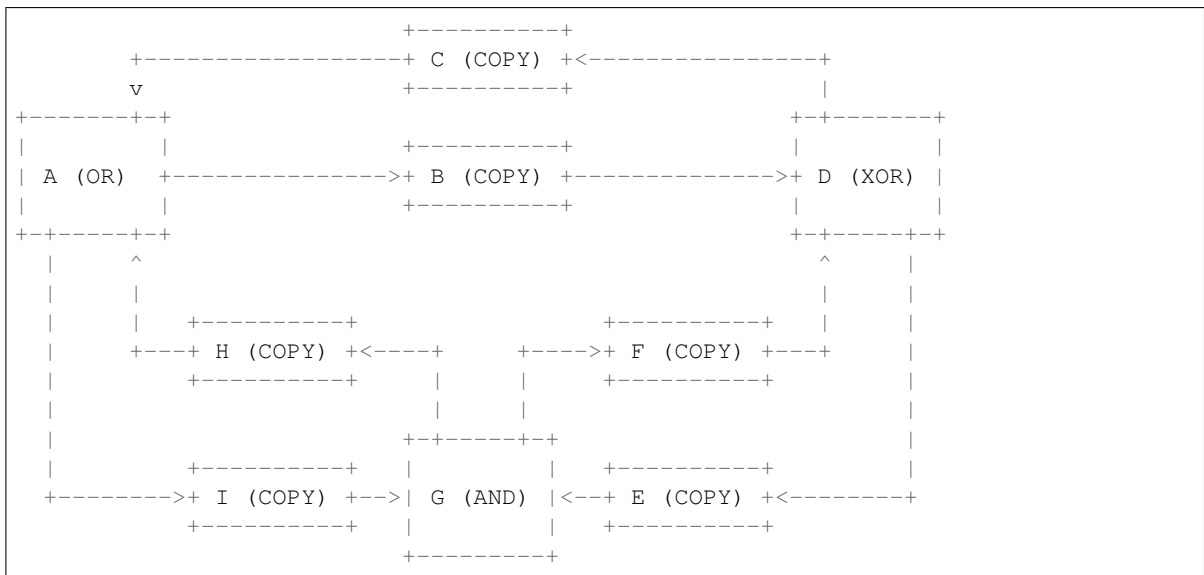 C (COPY)
A (OR)
B (COPY)
D (XOR)
H (COPY)
F (COPY)
I (COPY)
G (AND)
E (COPY)